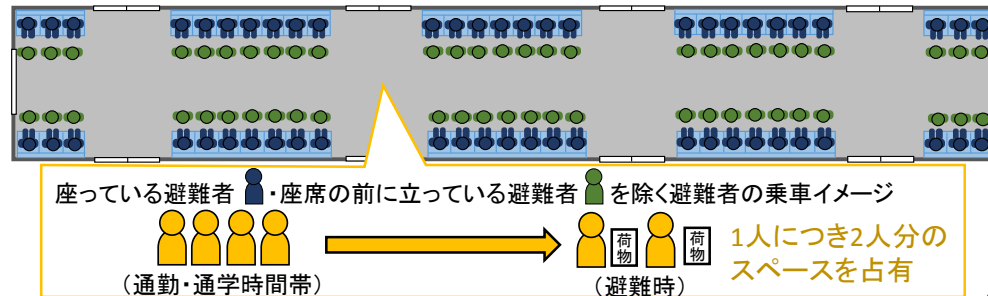 座っている避難者・座席の前に立っている避難者を除く避難者の乗車イメージ
荷物
荷物
1人につき2人分の
スペースを占有
(通勤・通学時間帯)
(避難時)